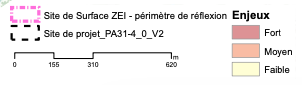 Site de Surface ZEI - périmètre de réflexion
Site de projet_PA31-4_0_V2
m
0 155 310 620
Enjeux
Fort
Moyen
Faible